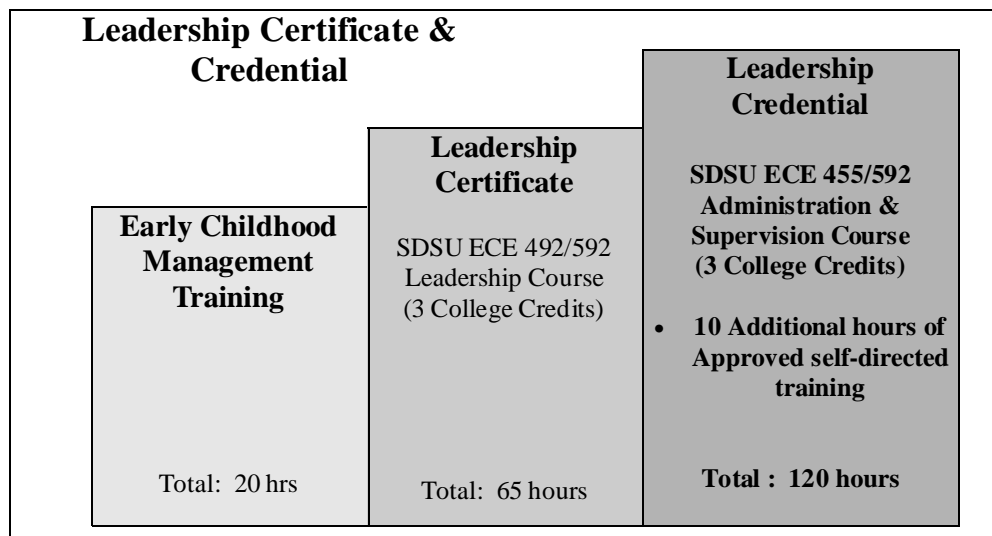 Leadership Certificate &
Credential
Early Childhood
Management
Training
Total: 20 hrs
Leadership
Certificate
SDSU ECE 492/592
Leadership Course
(3 College Credits)
Total: 65 hours
Leadership
Credential
SDSU ECE 455/592
Administration &
Supervision Course
(3 College Credits)
• 10 Additional hours of
Approved self-directed
training
Total : 120 hours